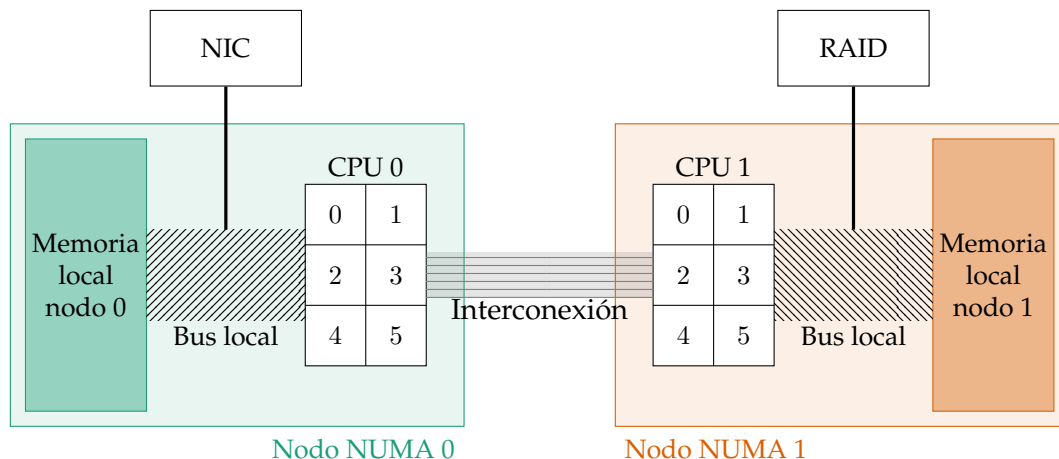 NIC
RAID
CPU 0
CPU 1
0 1
2 3
4 5
0 1
2 3
4 5
Memoria
local
nodo 0
Bus local
Interconexión
Bus local
Memoria
local
nodo 1
Nodo NUMA 0
Nodo NUMA 1